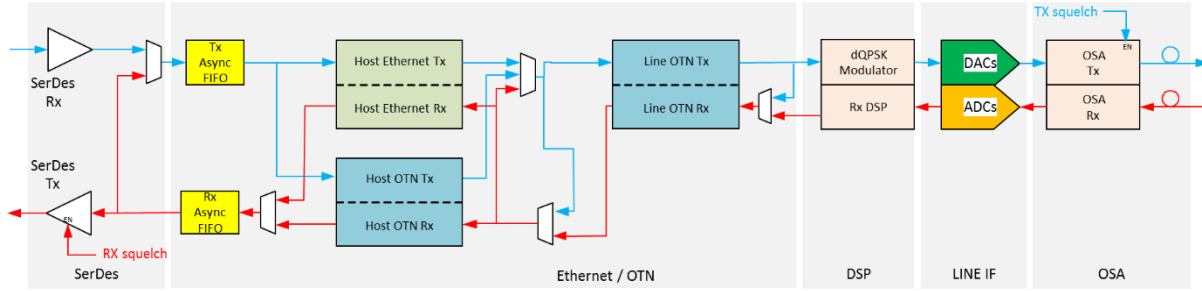 TX squelch
SerDes
Rx
Tx
Async
FIFO
Host Ethernet Tx
Host Ethernet Rx
Line OTN Tx
Line OTN Rx
dQPSK
Modulator
Rx DSP
DACs
ADCs
EN
OSA
Tx
OSA
Rx
SerDes
Tx
EN
RX squelch
Rx
Async
FIFO
Host OTN Tx
Host OTN Rx
SerDes
Ethernet / OTN
DSP
LINE IF
OSA